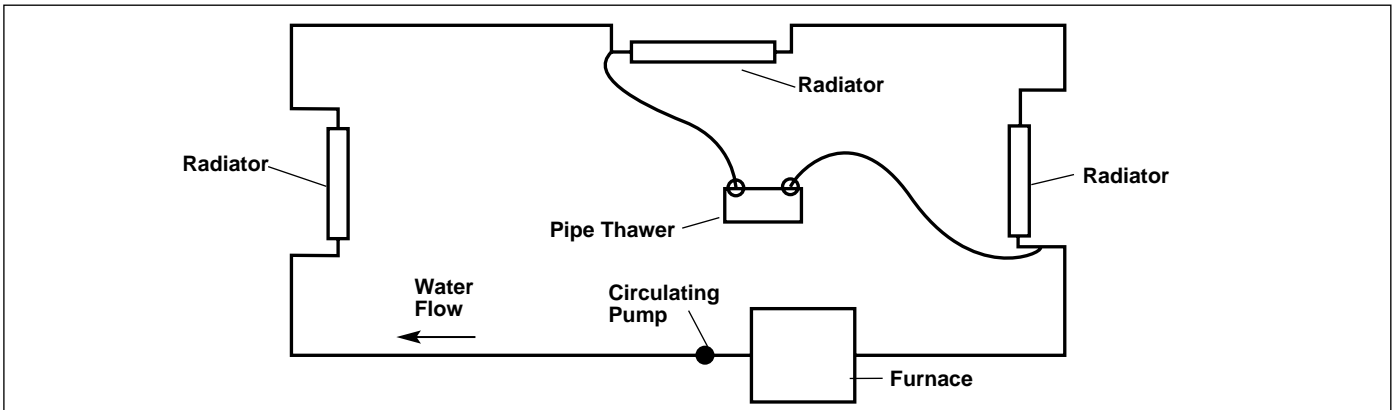 Radiator
Radiator
Radiator
Pipe Thawer
Water
Flow
Circulating
Pump
Furnace